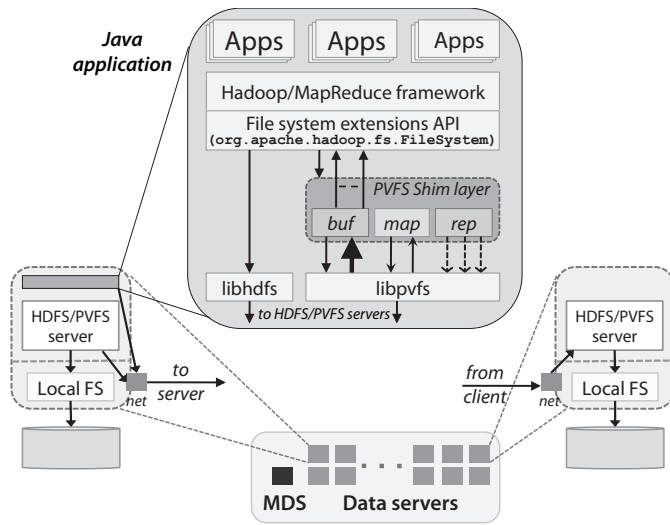 Java
application
Apps
Apps
Apps
Hadoop/MapReduce framework
File system extensions API
(org.apache.hadoop.fs.FileSystem)
PVFS Shim layer
buf
map
rep
libhdfs
libpvfs
to HDFS/PVFS servers
HDFS/PVFS
server
Local FS
net
to
server
from
client
net
HDFS/PVFS
server
Local FS
MDS
Data servers